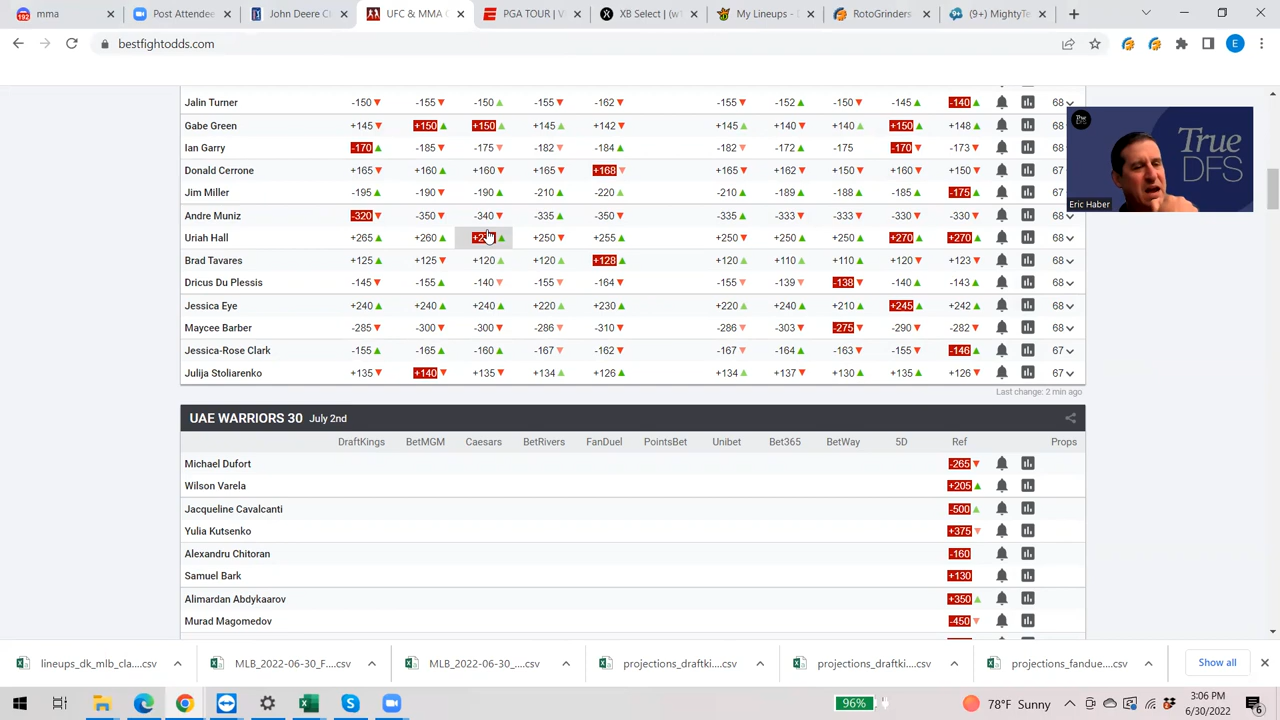 192 mma
Post Attendee
John Deere Cl
UFC & MMA O
PGA TOUR | V
XB Select | (w1
My Lineups - D
RotoGrinders
(9+) MightyTe
bestfightodds.com
E
Jalin Turner -150 -155 -150 -155 -162 -155 -152 -150 -145 -140 68
Gabe Green +145 +150 +150 +145 +142 +145 +140 +140 +150 +148 68
Ian Garry -170 -185 -175 -182 -184 -182 -172 -175 -170 -173 68
Donald Cerrone +165 +160 +160 +165 +168 +165 +162 +150 +160 +150 67
Jim Miller -195 -190 -190 -210 -220 -210 -189 -188 -185 -175 67
Andre Muniz -320 -350 -340 -335 -350 -335 -333 -333 -330 -330 68
Uriah Hall +265 +260 +250 +255 +250 +250 +250 +270 +270 68
Brad Tavares +125 +125 +120 +120 +128 +120 +110 +110 +120 +123 68
Dricus Du Plessis -145 -155 -140 -155 -164 -155 -139 -138 -140 -143 68
Jessica Eye +240 +240 +240 +220 +230 +220 +240 +210 +245 +242 68
Maycee Barber -285 -300 -300 -286 -310 -286 -303 -275 -290 -282 68
Jessica-Rose Clark -155 -165 -160 -167 -162 -167 -164 -163 -155 -146 67
Julija Stoliarenko +135 +140 +135 +134 +126 +134 +137 +130 +135 +126 67
Last change: 2 min ago
True
DFS
True
DFS
Eric Haber
UAE WARRIORS 30 July 2nd
DraftKings BetMGM Caesars BetRivers FanDuel PointsBet Unibet Bet365 BetWay 5D Ref Props
Michael Dufort -265
Wilson Varela +205
Jacqueline Cavalcanti -500
Yulia Kutsenko +375
Alexandru Chitoran -160
Samuel Bark +130
Alimardan Abdykaarov +350
Murad Magomedov -450
lineups_dk_mlb_cla....csv
MLB_2022-06-30_F....csv
MLB_2022-06-30_....csv
projections_draftki....csv
projections_draftki....csv
projections_fandue....csv
Show all
96%
78°F Sunny
3:06 PM
6/30/2022
6